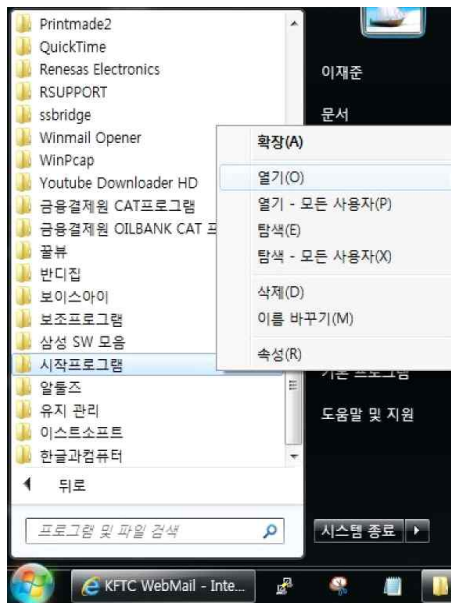 Printmade2
QuickTime
Renesas Electronics
RSUPPORT
ssbridge
Winmail Opener
WinPcap
Youtube Downloader HD
금융결제원 CAT프로그램
금융결제원 OILBANK CAT 프
꿀뷰
반디집
보이스아이
보조프로그램
삼성 SW 모음
시작프로그램
알툴즈
유지 관리
이스트소프트
한글과컴퓨터
뒤로
프로그램 및 파일 검색
이재준
문서
확장(A)
열기(O)
열기 - 모든 사용자(P)
탐색(E)
탐색 - 모든 사용자(X)
삭제(D)
이름 바꾸기(M)
속성(R)
기본 프로그램
도움말 및 지원
시스템 종료
KFTC WebMail - Inte...